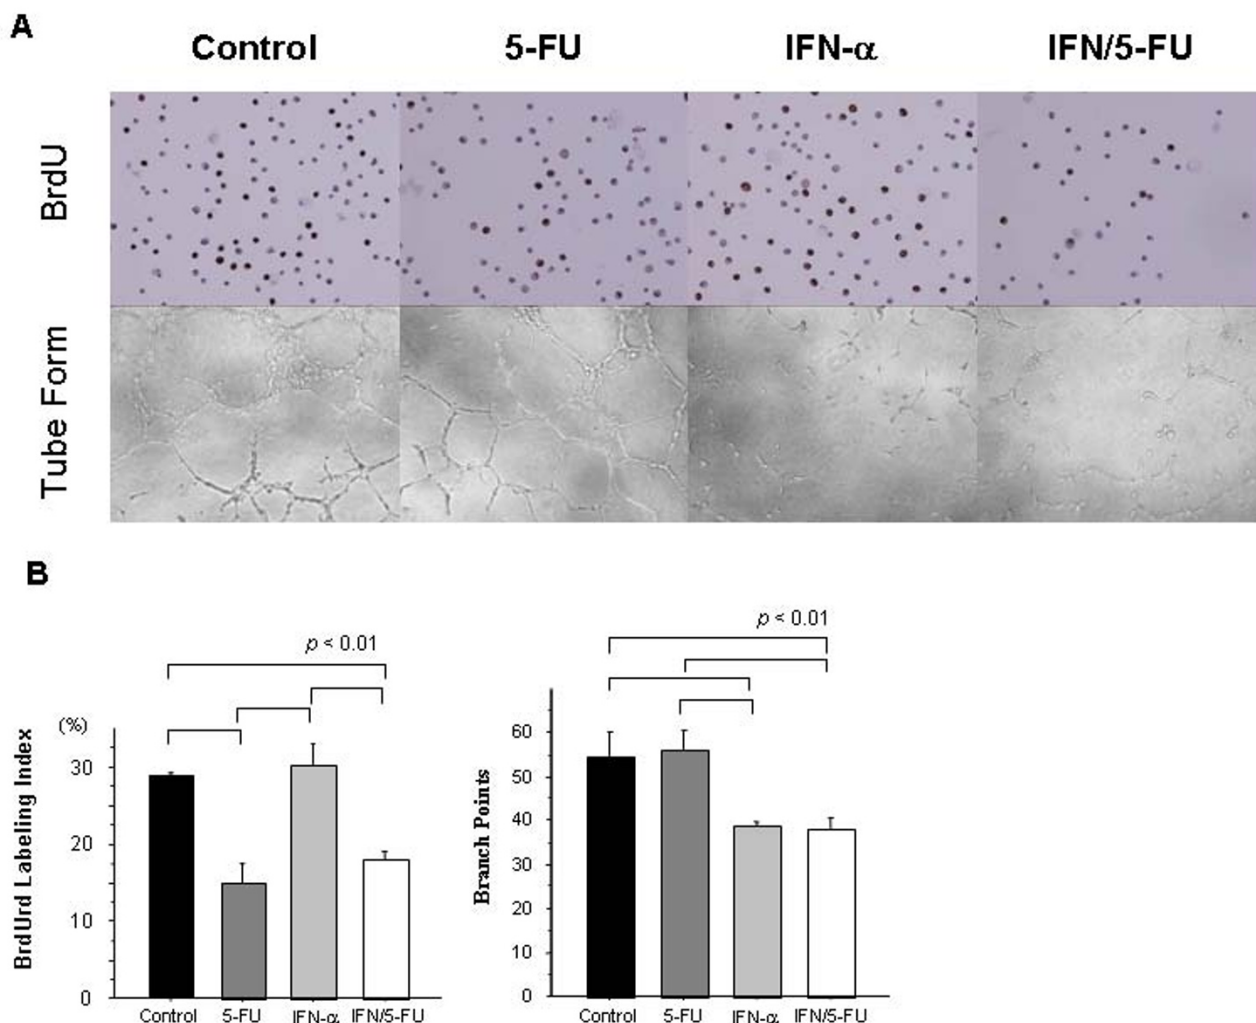 A
Control 5-FU IFN-α IFN/5-FU
BrdU
Tube Form
B
p < 0.01
(%)
BrdUrd Labeling Index
30
20
10
0
Control 5-FU IFN-α IFN/5-FU
p < 0.01
Branch Points
60
50
40
30
20
10
0
Control 5-FU IFN-α IFN/5-FU